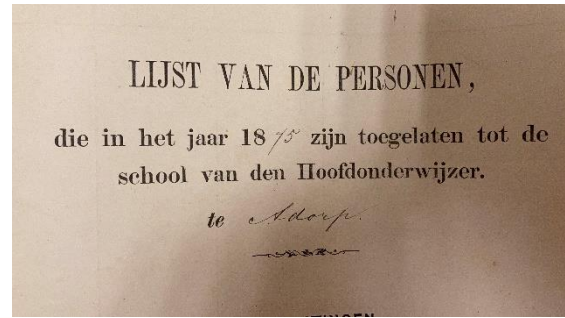 LIJST VAN DE PERSONEN,
die in het jaar 1875 zijn toegelaten tot de
school van den Hoofdonderwijzer.
te Adorp.